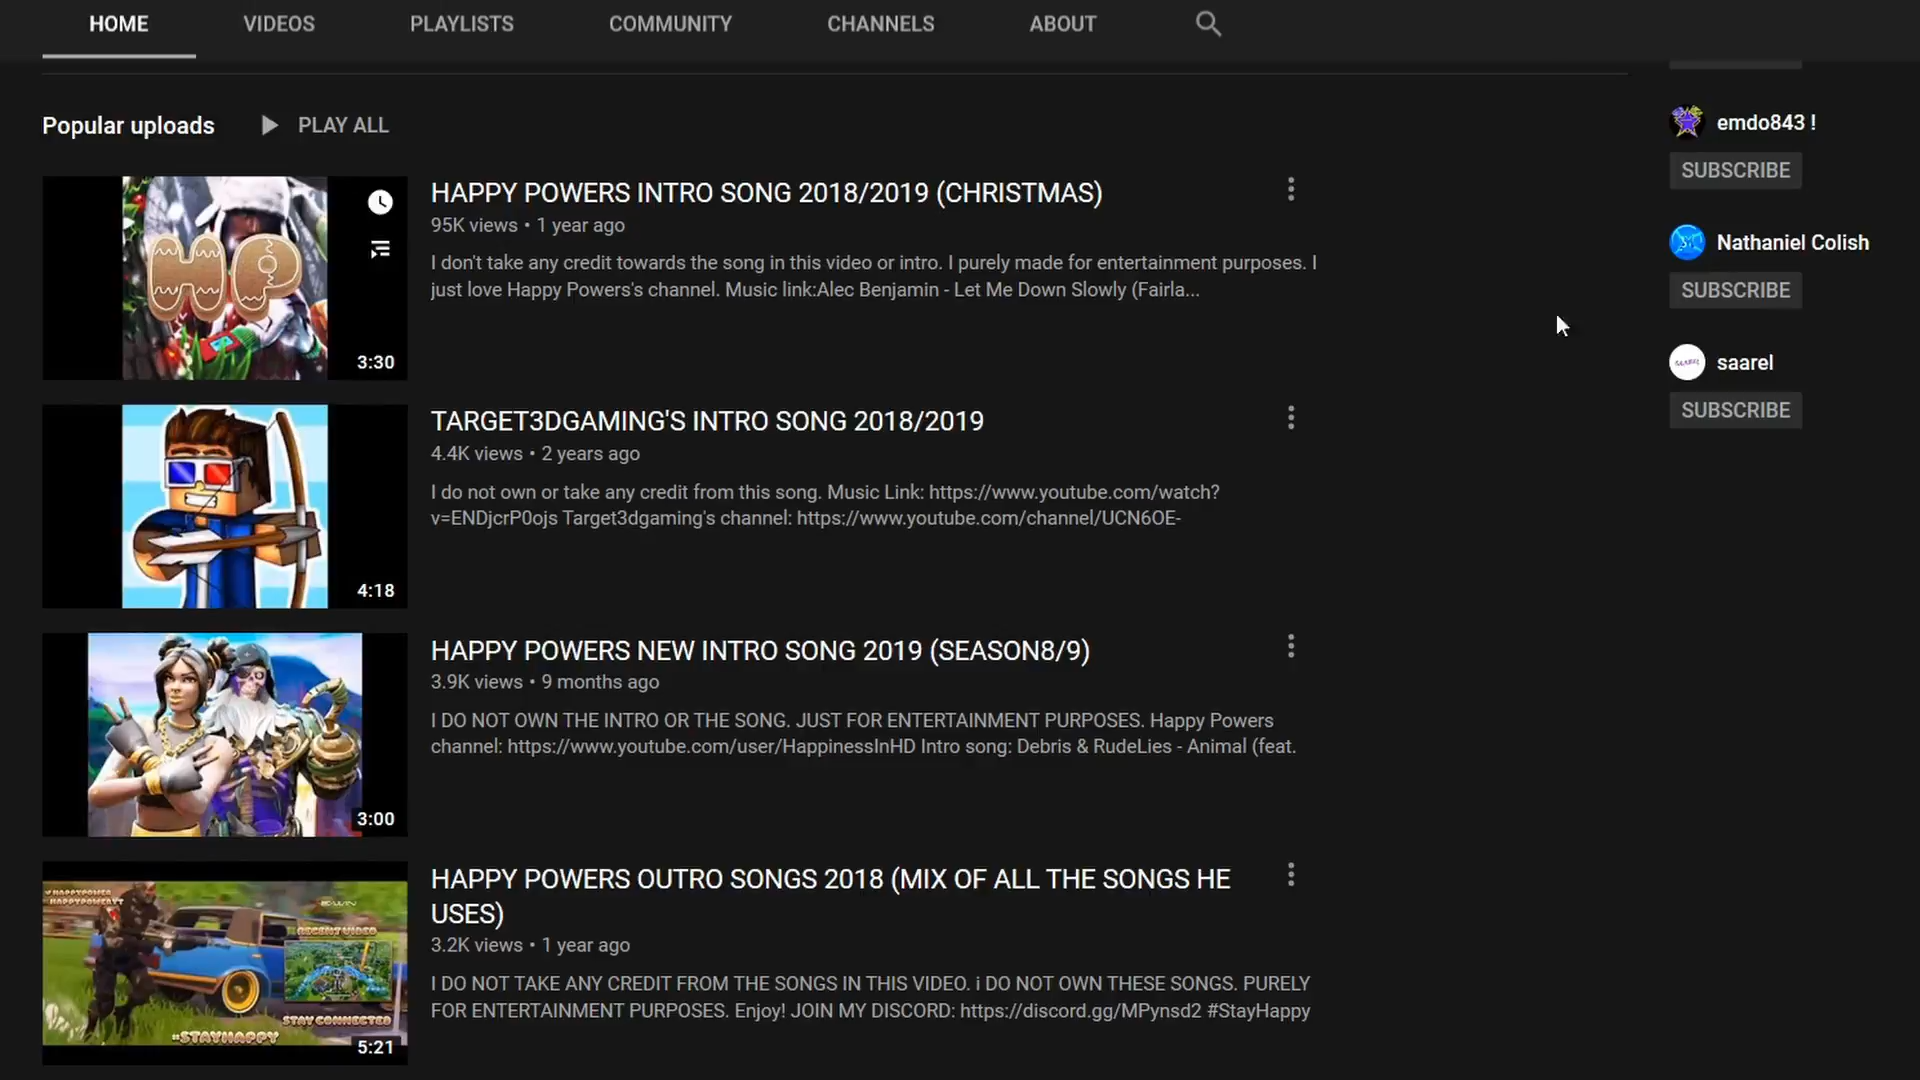 HOME VIDEOS PLAYLISTS COMMUNITY CHANNELS ABOUT
Popular uploads PLAY ALL
HP
3:30
HAPPY POWERS INTRO SONG 2018/2019 (CHRISTMAS)
95K views • 1 year ago
I don't take any credit towards the song in this video or intro. I purely made for entertainment purposes. I
just love Happy Powers's channel. Music link:Alec Benjamin - Let Me Down Slowly (Fairla...
4:18
TARGET3DGAMING'S INTRO SONG 2018/2019
4.4K views • 2 years ago
I do not own or take any credit from this song. Music Link: https://www.youtube.com/watch?
v=ENDjcrP0ojs Target3dgaming's channel: https://www.youtube.com/channel/UCN6OE-
3:00
HAPPY POWERS NEW INTRO SONG 2019 (SEASON8/9)
3.9K views • 9 months ago
I DO NOT OWN THE INTRO OR THE SONG. JUST FOR ENTERTAINMENT PURPOSES. Happy Powers
channel: https://www.youtube.com/user/HappinessInHD Intro song: Debris & RudeLies - Animal (feat.
RECENT VIDEO
STAY CONNECTED
#STAYHAPPY
5:21
HAPPY POWERS OUTRO SONGS 2018 (MIX OF ALL THE SONGS HE
USES)
3.2K views • 1 year ago
I DO NOT TAKE ANY CREDIT FROM THE SONGS IN THIS VIDEO. i DO NOT OWN THESE SONGS. PURELY
FOR ENTERTAINMENT PURPOSES. Enjoy! JOIN MY DISCORD: https://discord.gg/MPynsd2 #StayHappy
emdo843 !
SUBSCRIBE
Nathaniel Colish
SUBSCRIBE
saarel
SUBSCRIBE